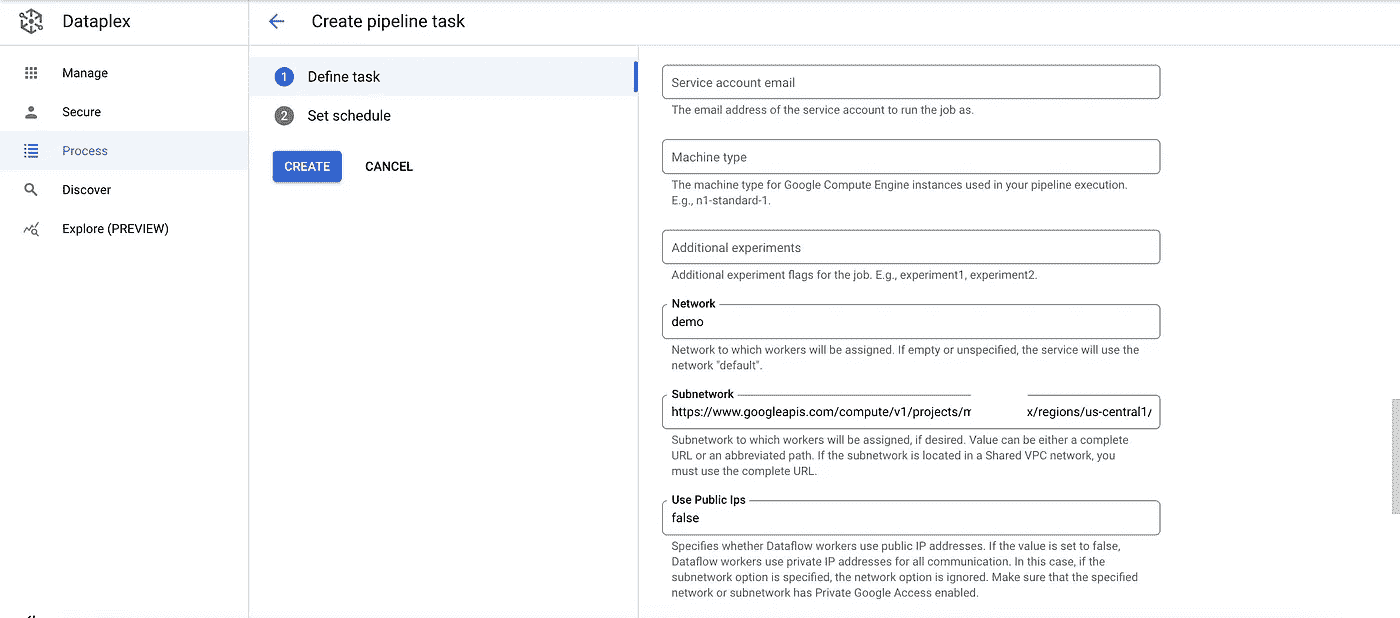 Dataplex
Create pipeline task
Manage
Secure
Process
Discover
Explore (PREVIEW)
1 Define task
2 Set schedule
CREATE CANCEL
Service account email
The email address of the service account to run the job as.
Machine type
The machine type for Google Compute Engine instances used in your pipeline execution.
E.g., n1-standard-1.
Additional experiments
Additional experiment flags for the job. E.g., experiment1, experiment2.
Network
demo
Network to which workers will be assigned. If empty or unspecified, the service will use the
network "default".
Subnetwork
https://www.googleapis.com/compute/v1/projects/m x/regions/us-central1/
Subnetwork to which workers will be assigned, if desired. Value can be either a complete
URL or an abbreviated path. If the subnetwork is located in a Shared VPC network, you
must use the complete URL.
Use Public Ips
false
Specifies whether Dataflow workers use public IP addresses. If the value is set to false,
Dataflow workers use private IP addresses for all communication. In this case, if the
subnetwork option is specified, the network option is ignored. Make sure that the specified
network or subnetwork has Private Google Access enabled.